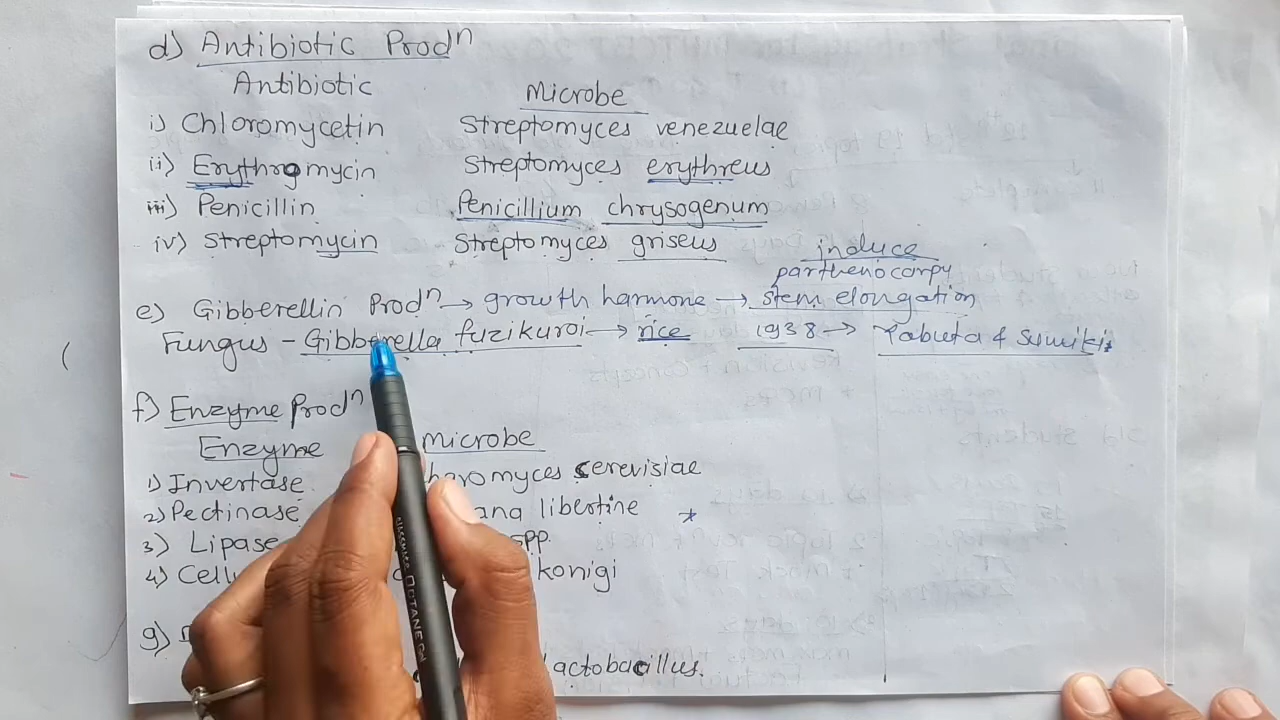 d) Antibiotic Prodⁿ
Antibiotic Microbe
i) Chloromycetin Streptomyces venezuelae
ii) Erythromycin Streptomyces erythreus
iii) Penicillin Penicillium chrysogenum
iv) Streptomycin Streptomyces griseus
induce
parthenocarpy
e) Gibberellin Prodⁿ → growth harmone → stem elongation
Fungus - Gibberella fuzikuroi → rice 1938 → Yabuta & Sumiki
f) Enzyme Prodⁿ
Enzyme Microbe
1) Invertase Cerevisiae
2) Pectinase libertine
3) Lipase spp.
4) konigi
g)
lactobacillus